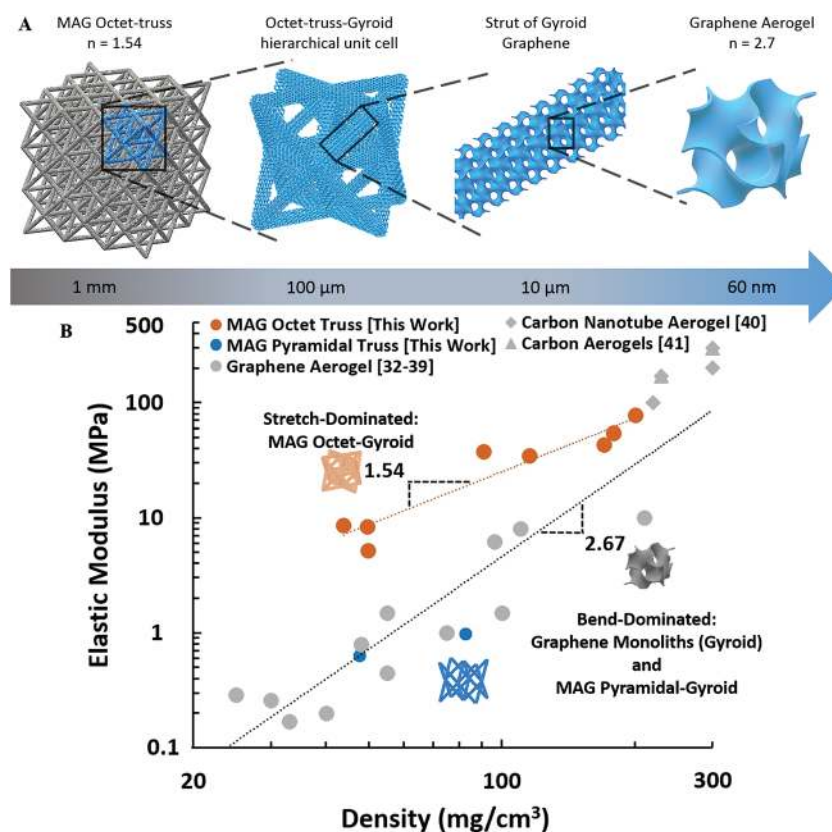 A
MAG Octet-truss
n = 1.54
Octet-truss-Gyroid
hierarchical unit cell
Strut of Gyroid
Graphene
Graphene Aerogel
n = 2.7
1 mm
100 μm
10 μm
60 nm
B
500
100
10
1
0.1
Elastic Modulus (MPa)
MAG Octet Truss [This Work]
MAG Pyramidal Truss [This Work]
Graphene Aerogel [32-39]
Carbon Nanotube Aerogel [40]
Carbon Aerogels [41]
Stretch-Dominated:
MAG Octet-Gyroid
1.54
2.67
Bend-Dominated:
Graphene Monoliths (Gyroid)
and
MAG Pyramidal-Gyroid
20
100
300
Density (mg/cm³)